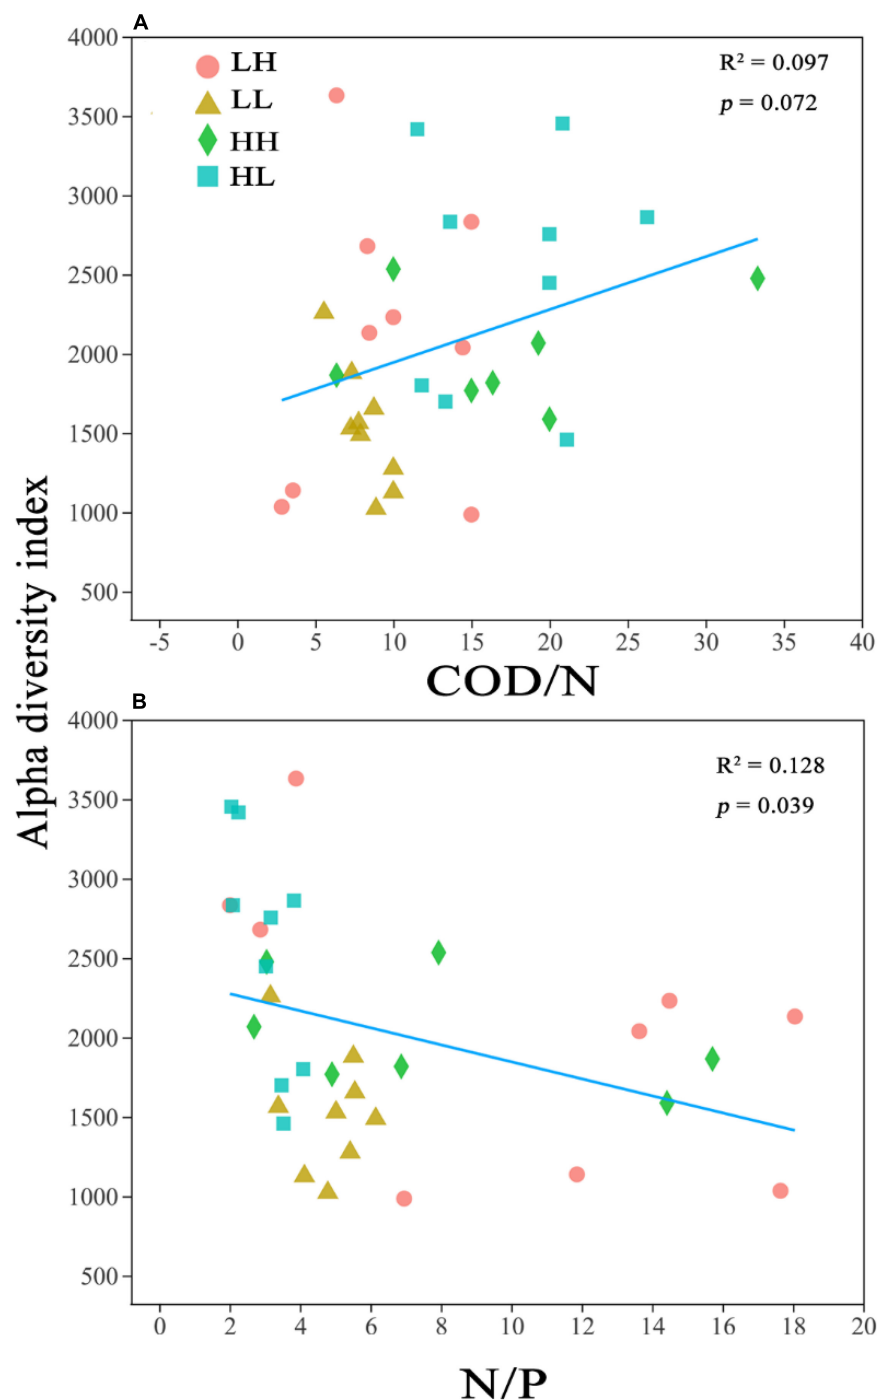 A
4000
3500
3000
2500
2000
1500
1000
500
LH
LL
HH
HL
R² = 0.097
p = 0.072
-5 0 5 10 15 20 25 30 35 40
COD/N
Alpha diversity index
B
4000
3500
3000
2500
2000
1500
1000
500
R² = 0.128
p = 0.039
0 2 4 6 8 10 12 14 16 18 20
N/P